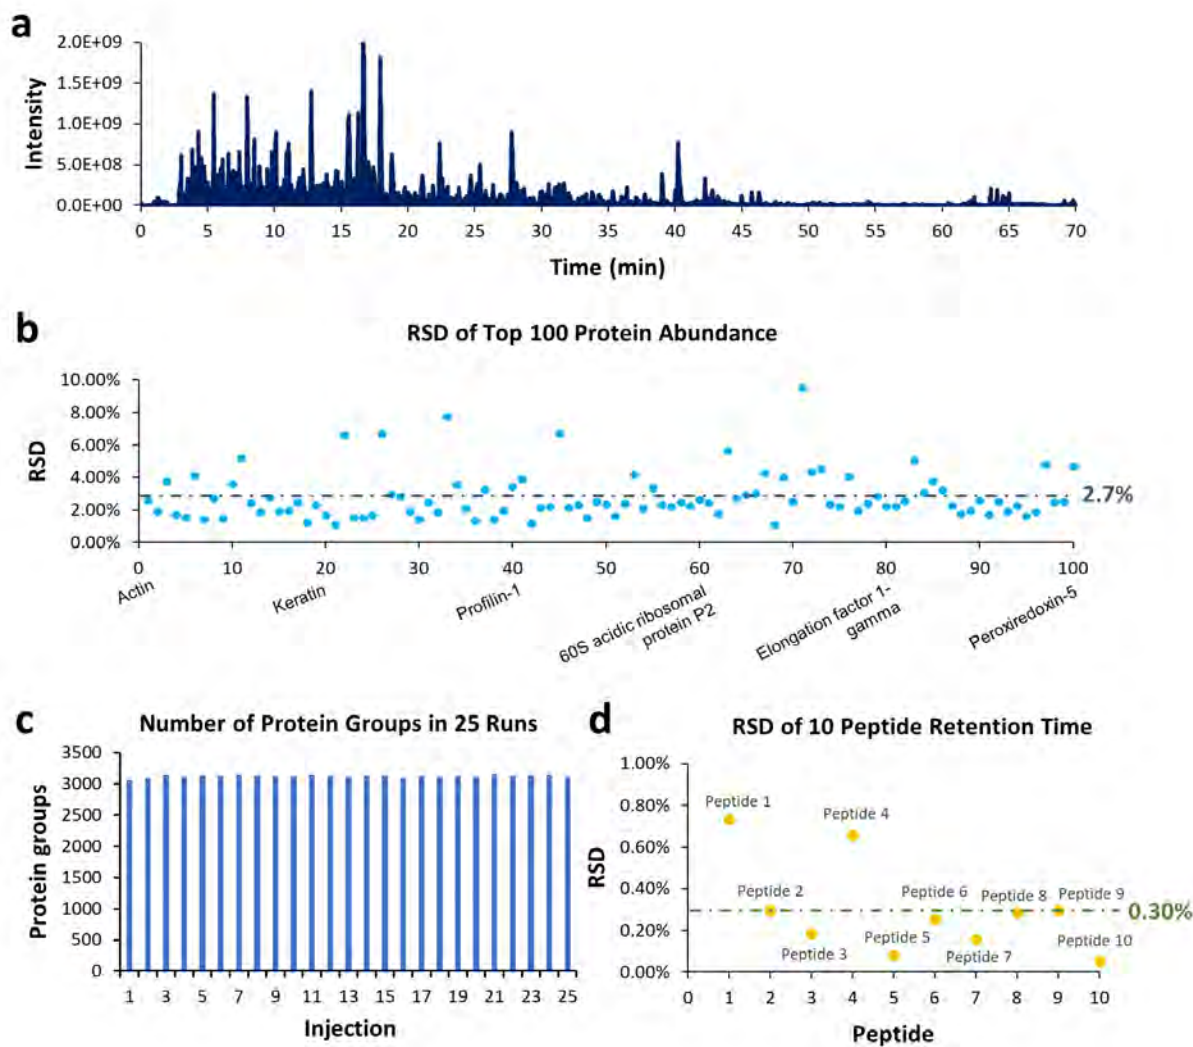 a
2.0E+09
1.5E+09
1.0E+09
5.0E+08
0.0E+00
Intensity
0 5 10 15 20 25 30 35 40 45 50 55 60 65 70
Time (min)
b
RSD of Top 100 Protein Abundance
10.00%
8.00%
6.00%
4.00%
2.00%
0.00%
RSD
2.7%
0 10 20 30 40 50 60 70 80 90 100
Actin
Keratin
Profilin-1
60S acidic ribosomal
protein P2
Elongation factor 1-
gamma
Peroxiredoxin-5
c
Number of Protein Groups in 25 Runs
3500
3000
2500
2000
1500
1000
500
0
Protein groups
1 3 5 7 9 11 13 15 17 19 21 23 25
Injection
d
RSD of 10 Peptide Retention Time
1.00%
0.80%
0.60%
0.40%
0.20%
0.00%
RSD
Peptide 1
Peptide 4
Peptide 2
Peptide 6
Peptide 8
Peptide 9
0.30%
Peptide 3
Peptide 5
Peptide 7
Peptide 10
0 1 2 3 4 5 6 7 8 9 10
Peptide